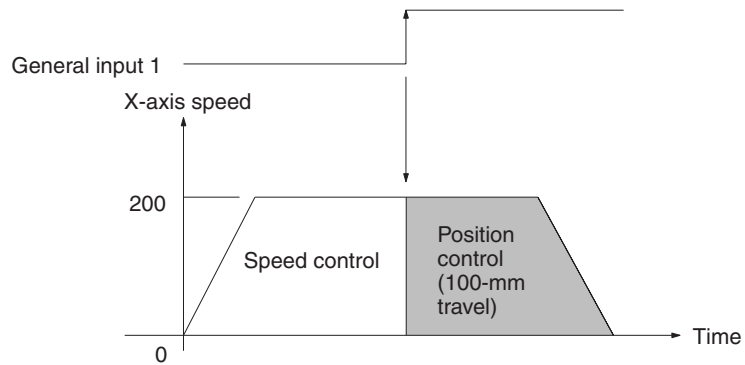 General input 1
X-axis speed
200
Speed control
Position
control
(100-mm
travel)
0
Time